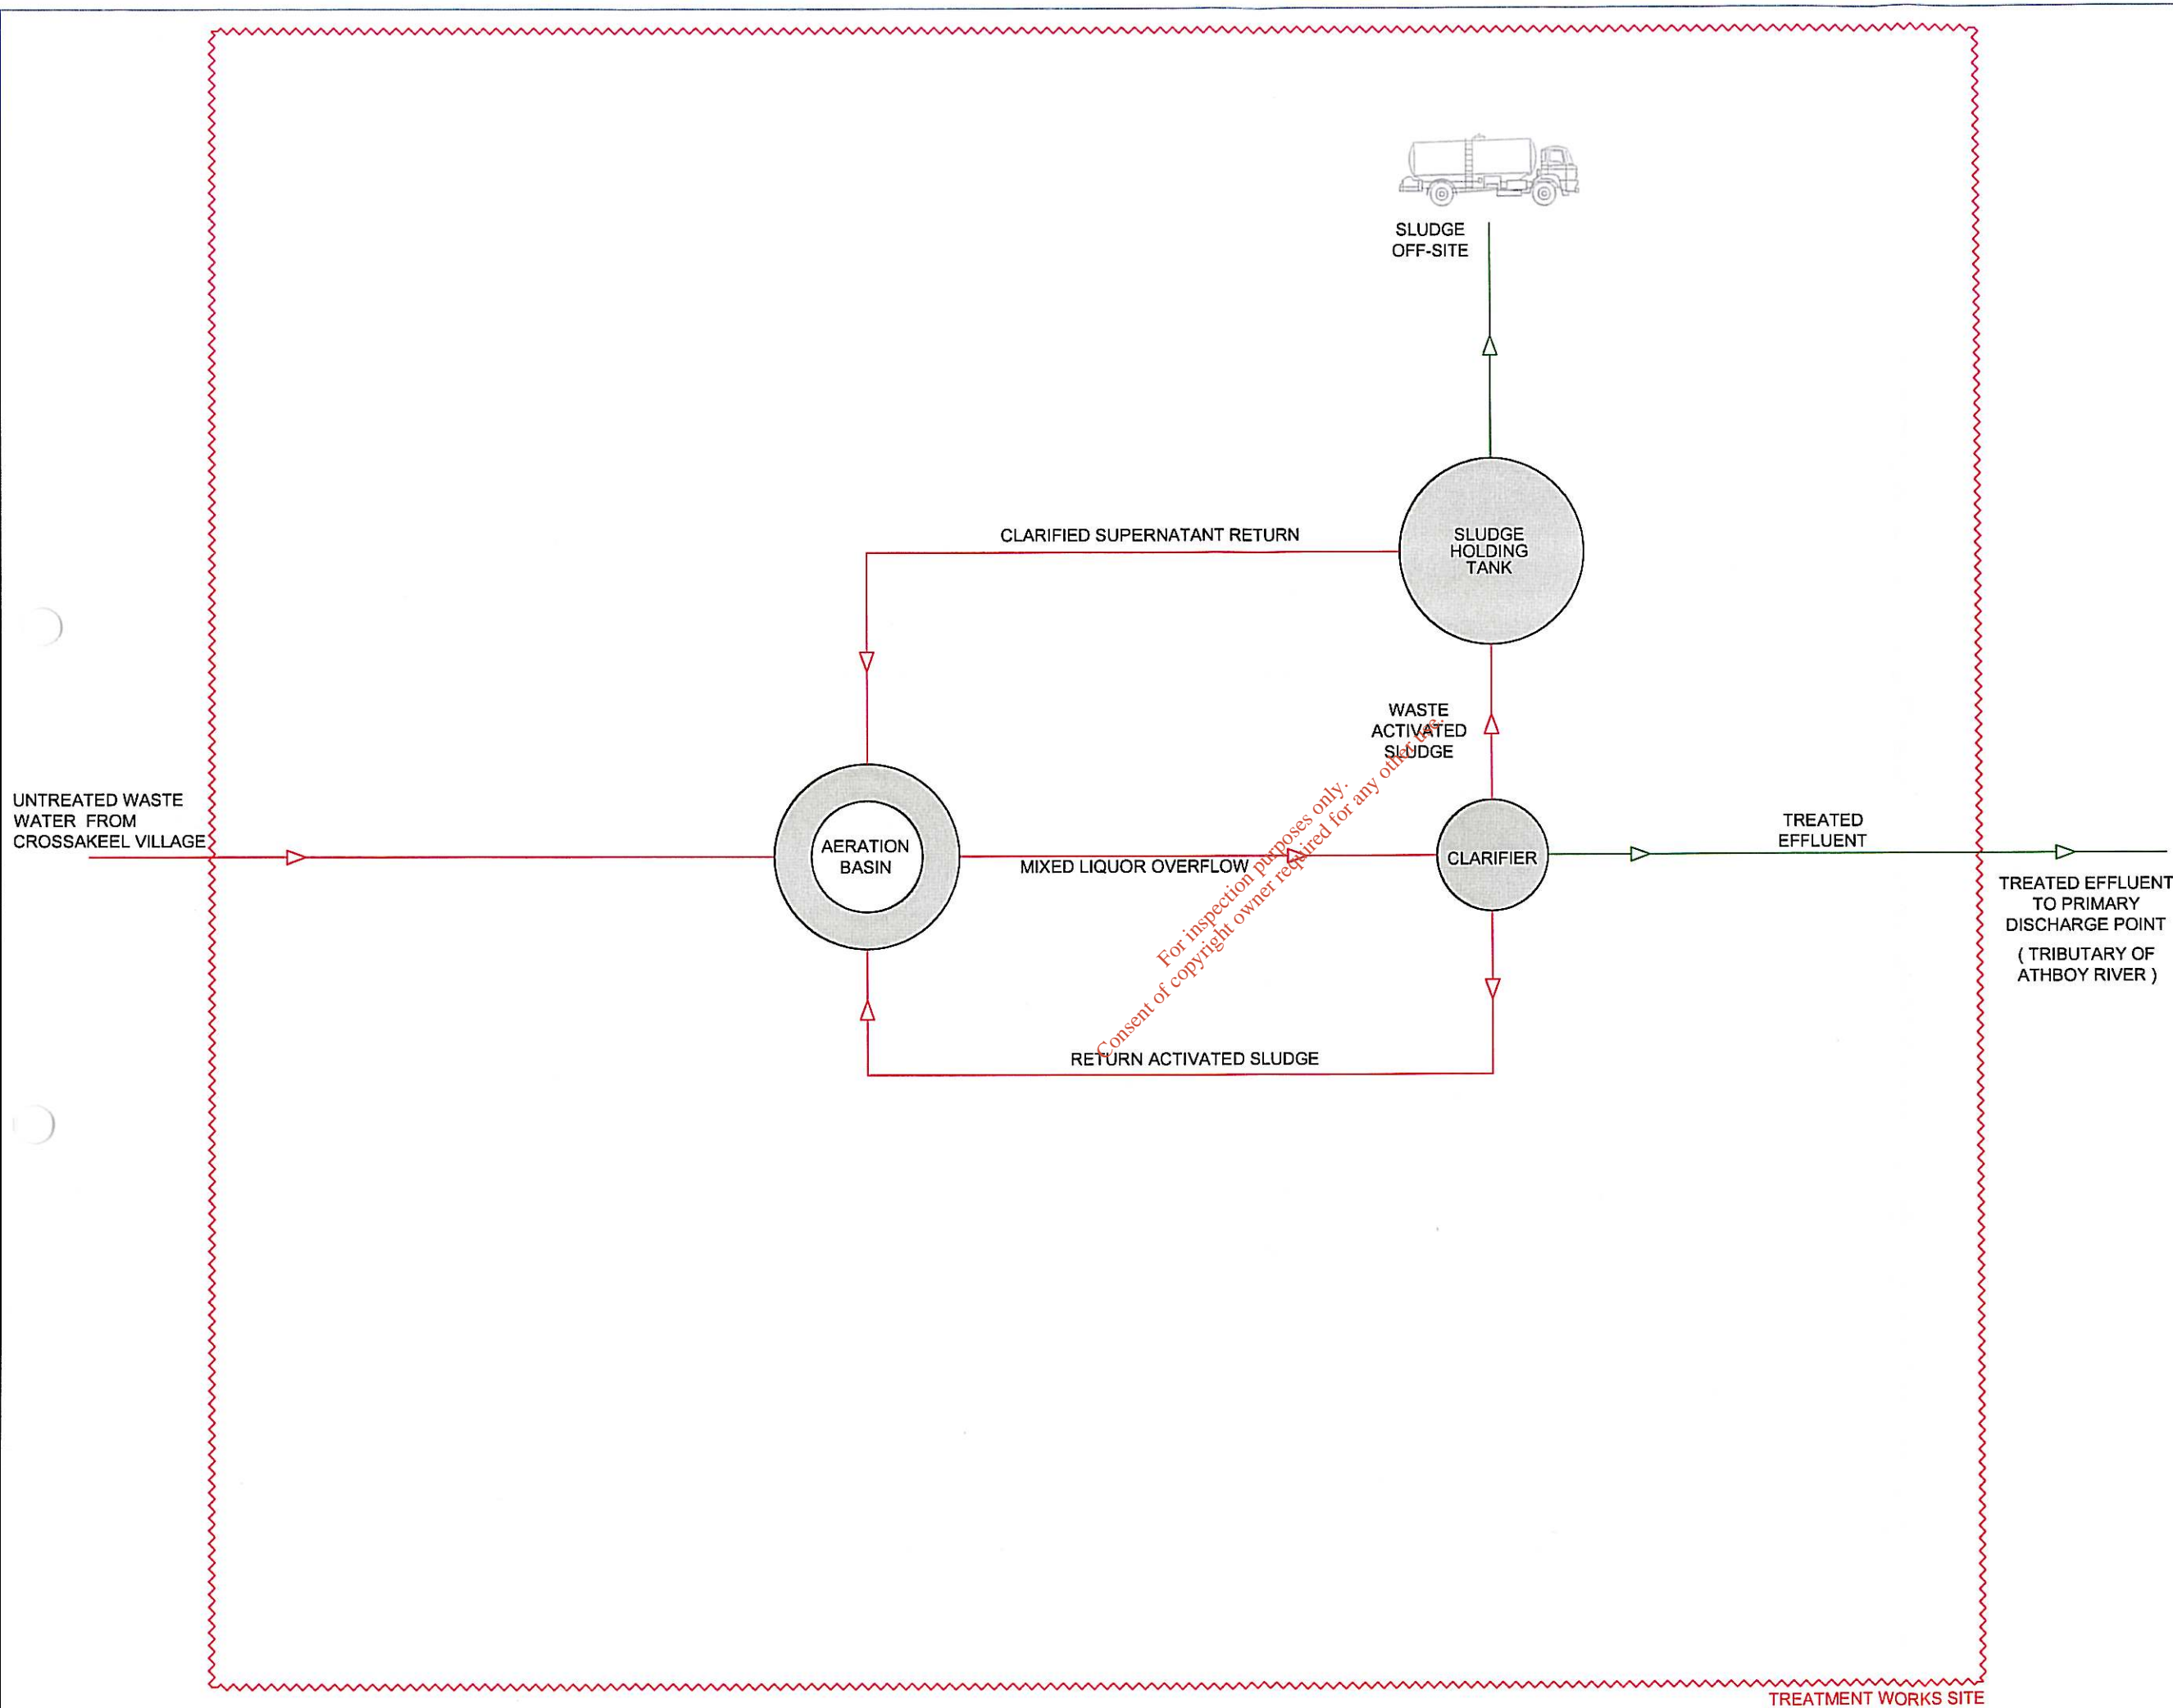 SLUDGE
OFF-SITE
CLARIFIED SUPERNATANT RETURN
SLUDGE
HOLDING
TANK
WASTE
ACTIVATED
SLUDGE
UNTREATED WASTE
WATER FROM
CROSSAKEEL VILLAGE
AERATION
BASIN
MIXED LIQUOR OVERFLOW
CLARIFIER
TREATED
EFFLUENT
TREATED EFFLUENT
TO PRIMARY
DISCHARGE POINT
( TRIBUTARY OF
ATHBOY RIVER )
For inspection purposes only.
Consent of copyright owner required for any other use.
RETURN ACTIVATED SLUDGE
TREATMENT WORKS SITE